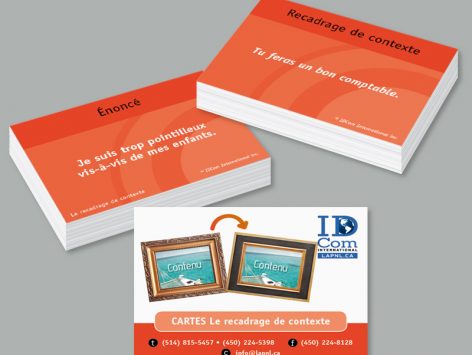 Énoncé
Je suis trop pointilleux
vis-à-vis de mes enfants.
© IDCom International inc.
Le recadrage de contexte
Recadrage de contexte
Tu feras un bon comptable.
© IDCom International inc.
ID
Com
INTERNATIONAL
LAPNL.CA
Contenu
Contenu
CARTES Le recadrage de contexte
(514) 815-5457 • (450) 224-5398
(450) 224-8128
info@lapnl.ca